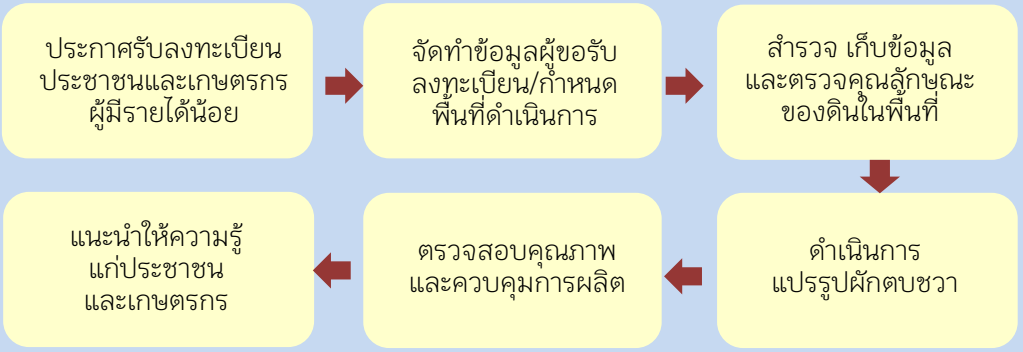 ประกาศรับลงทะเบียน
ประชาชนและเกษตรกร
ผู้มีรายได้น้อย
จัดทำข้อมูลผู้ขอรับ
ลงทะเบียน/กำหนด
พื้นที่ดำเนินการ
สำรวจ เก็บข้อมูล
และตรวจคุณลักษณะ
ของดินในพื้นที่
ดำเนินการ
แปรรูปผักตบชวา
ตรวจสอบคุณภาพ
และควบคุมการผลิต
แนะนำให้ความรู้
แก่ประชาชน
และเกษตรกร